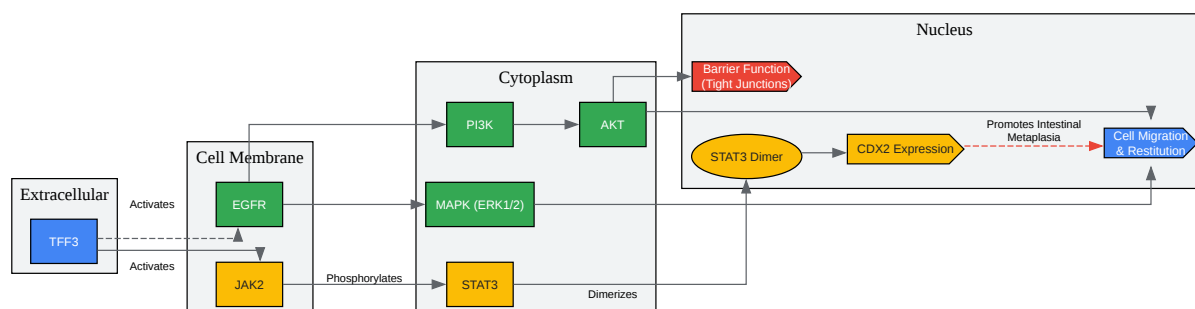 Extracellular
TFF3
Activates
Activates
Cell Membrane
EGFR
JAK2
Phosphorylates
Cytoplasm
PI3K
AKT
MAPK (ERK1/2)
STAT3
Dimerizes
Nucleus
Barrier Function
(Tight Junctions)
STAT3 Dimer
CDX2 Expression
Promotes Intestinal
Metaplasia
Cell Migration
& Restitution